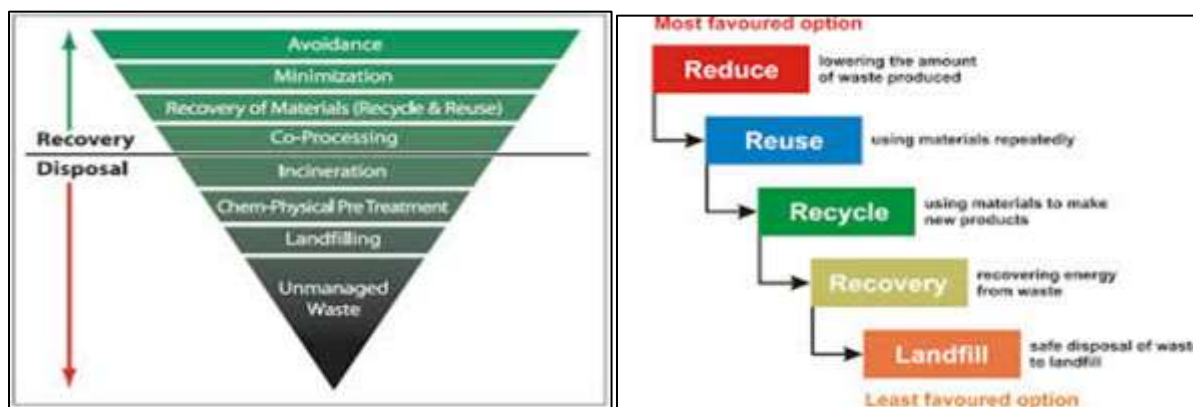 Avoidance
Minimization
Recovery of Materials (Recycle & Reuse)
Recovery
Co-Processing
Disposal
Incineration
Chem-Physical Pre Treatment
Landfilling
Unmanaged
Waste
Most favoured option
Reduce
lowering the amount
of waste produced
Reuse
using materials repeatedly
Recycle
using materials to make
new products
Recovery
recovering energy
from waste
Landfill
safe disposal of waste
to landfill
Least favoured option